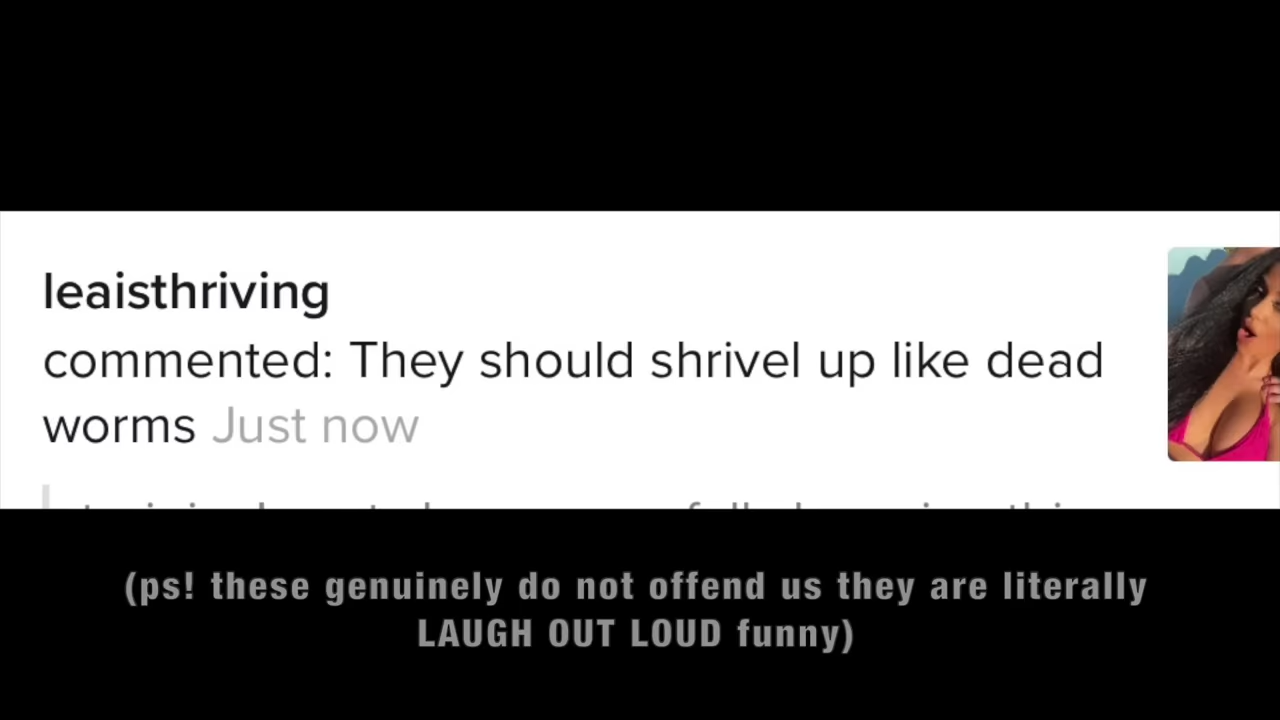 leaisthriving
commented: They should shrivel up like dead
worms Just now
(ps! these genuinely do not offend us they are literally
LAUGH OUT LOUD funny)